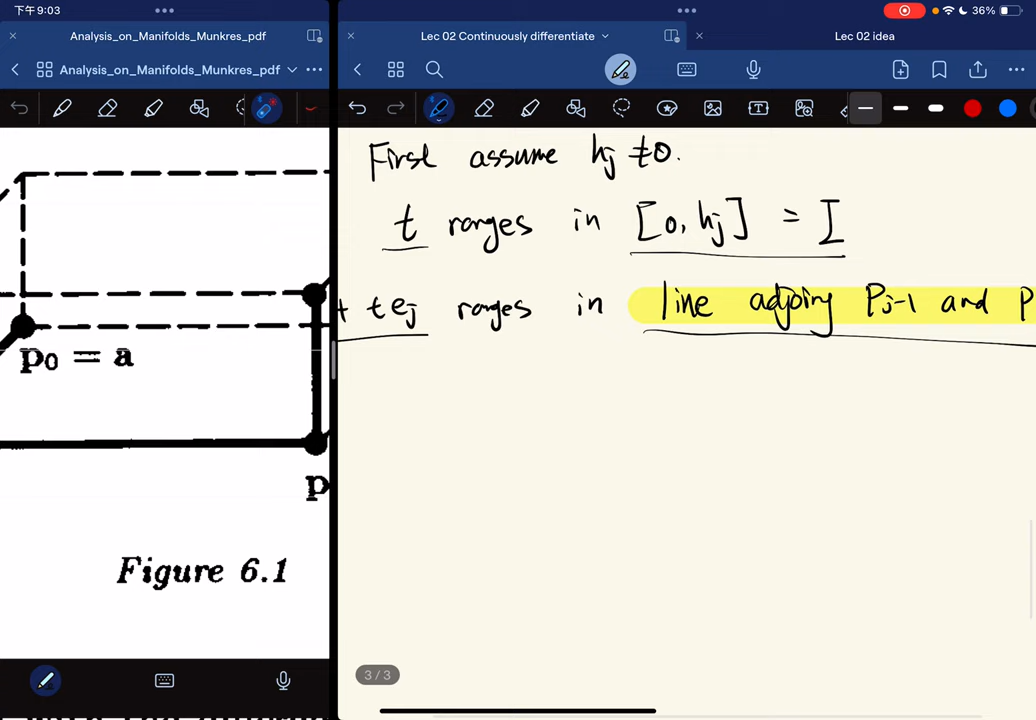 下午9:03
36%
Analysis_on_Manifolds_Munkres_pdf
Lec 02 Continuously differentiate
Lec 02 idea
Analysis_on_Manifolds_Munkres_pdf
First assume hj ≠0.
t ranges in [0, hj] = I
+ tej ranges in line adjoing Pj-1 and P
p₀ = a
p
Figure 6.1
3 / 3